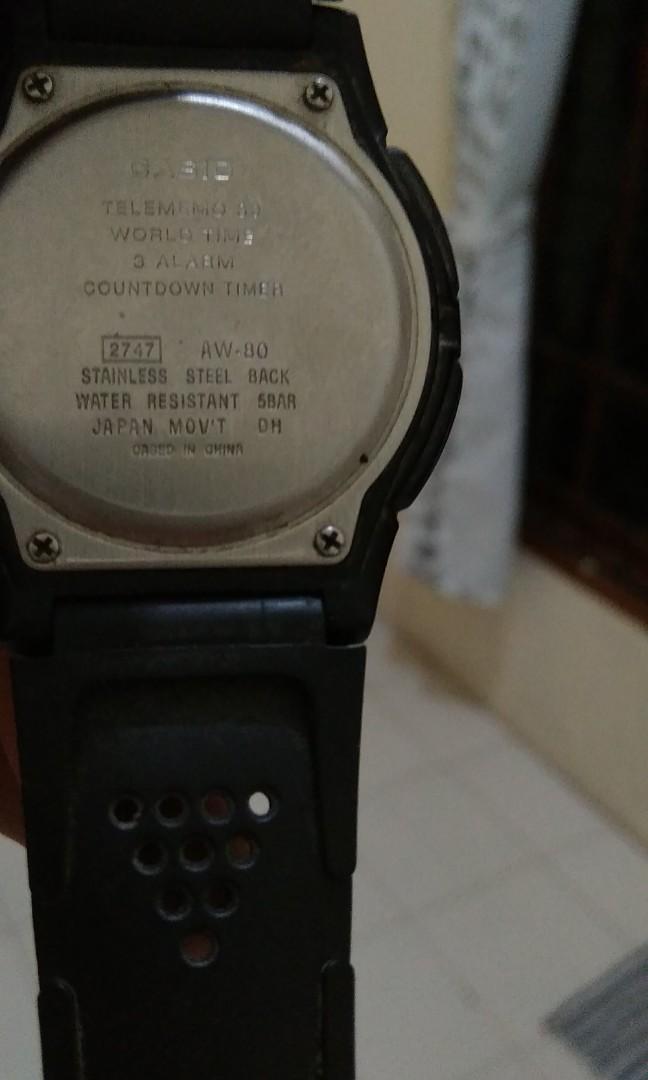 CASIO
TELEMEMO 30
WORLD TIME
3 ALARM
COUNTDOWN TIMER
2747 AW-80
STAINLESS STEEL BACK
WATER RESISTANT 5BAR
JAPAN MOV'T DH
CASED IN CHINA